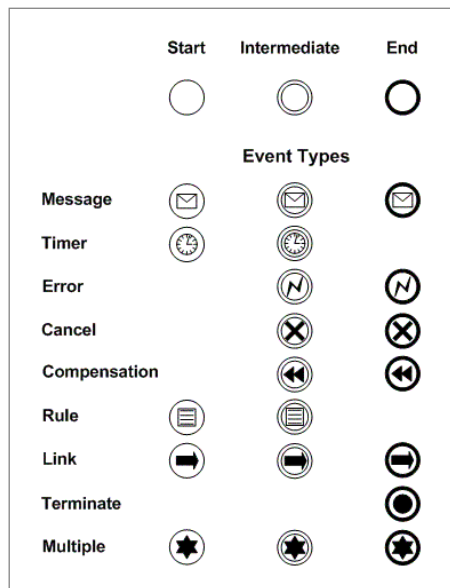 Start Intermediate End
Event Types
Message
Timer
Error
Cancel
Compensation
Rule
Link
Terminate
Multiple